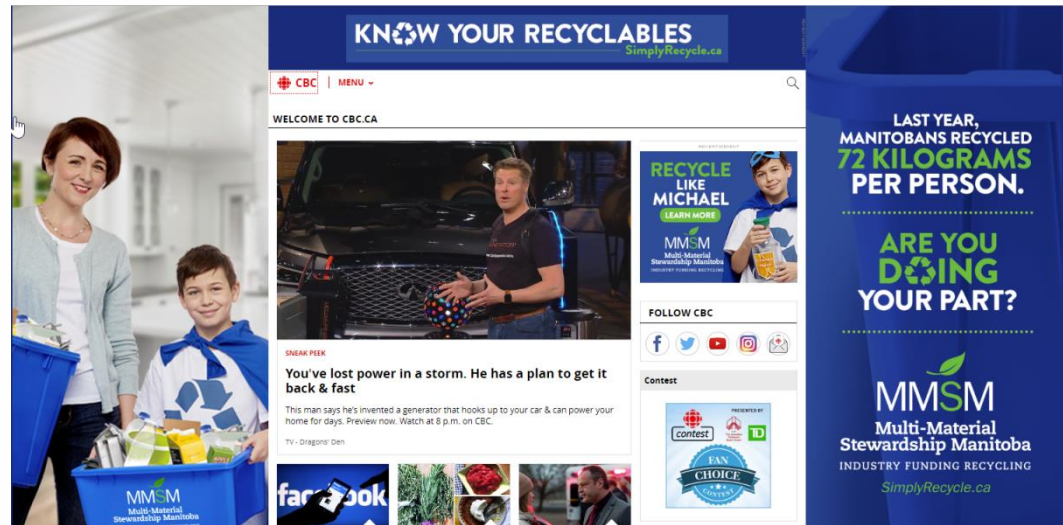 KNOW YOUR RECYCLABLES
SimplyRecycle.ca
CBC
MENU
WELCOME TO CBC.CA
SNEAK PEEK
You've lost power in a storm. He has a plan to get it
back & fast
This man says he's invented a generator that hooks up to your car & can power your
home for days. Preview now. Watch at 8 p.m. on CBC.
TV - Dragons' Den
facebook
ADVERTISEMENT
RECYCLE
LIKE
MICHAEL
LEARN MORE
MMSM
Multi-Material
Stewardship Manitoba
INDUSTRY FUNDING RECYCLING
FOLLOW CBC
Contest
contest
PRESENTED BY
TD
FAN
CHOICE
CONTEST
MMSM
Multi-Material
Stewardship Manitoba
LAST YEAR,
MANITOBANS RECYCLED
72 KILOGRAMS
PER PERSON.
ARE YOU
DOING
YOUR PART?
MMSM
Multi-Material
Stewardship Manitoba
INDUSTRY FUNDING RECYCLING
SimplyRecycle.ca